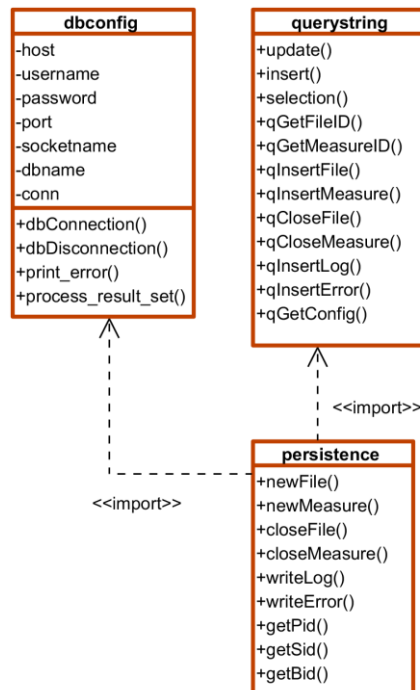 dbconfig
-host
-username
-password
-port
-socketname
-dbname
-conn
+dbConnection()
+dbDisconnection()
+print_error()
+process_result_set()
querystring
+update()
+insert()
+selection()
+qGetFileID()
+qGetMeasureID()
+qInsertFile()
+qInsertMeasure()
+qCloseFile()
+qCloseMeasure()
+qInsertLog()
+qInsertError()
+qGetConfig()
<<import>>
<<import>>
persistence
+newFile()
+newMeasure()
+closeFile()
+closeMeasure()
+writeLog()
+writeError()
+getPid()
+getSid()
+getBid()